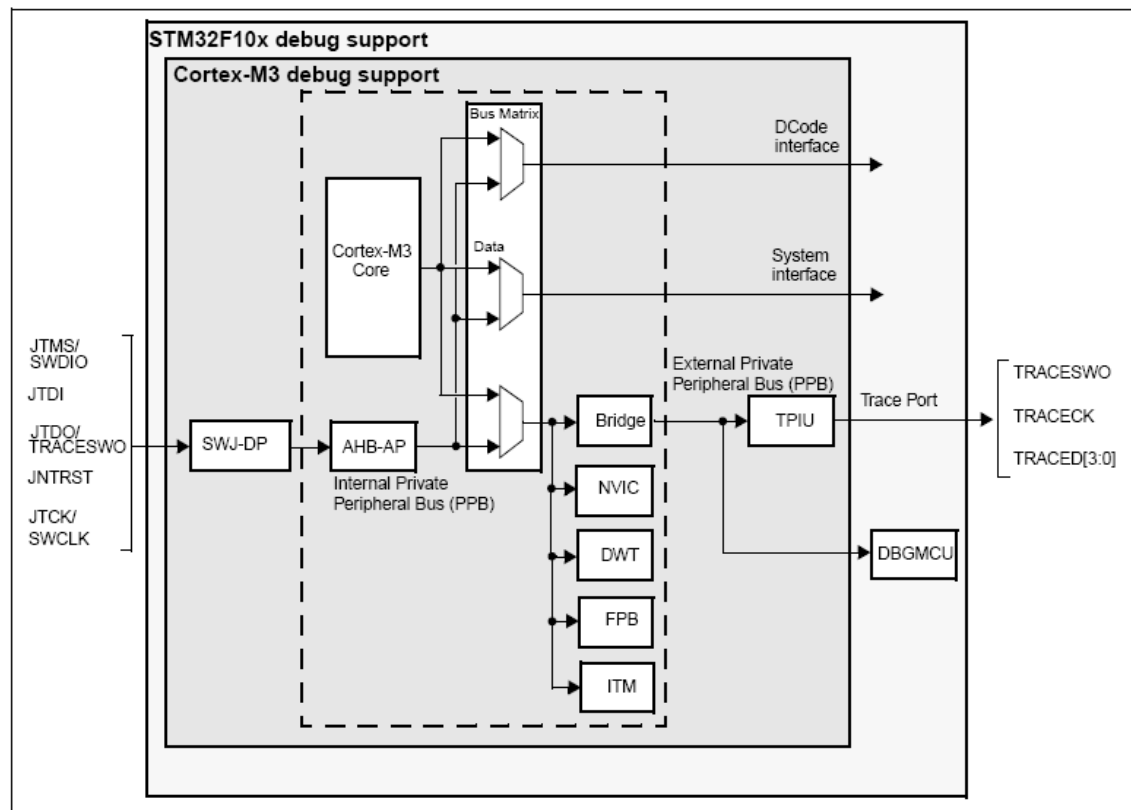 STM32F10x debug support
Cortex-M3 debug support
Bus Matrix
DCode
interface
Cortex-M3
Core
Data
System
interface
JTMS/
SWDIO
JTDI
JTDO/
TRACESWO
JNTRST
JTCK/
SWCLK
SWJ-DP
AHB-AP
Internal Private
Peripheral Bus (PPB)
External Private
Peripheral Bus (PPB)
Bridge
NVIC
DWT
FPB
ITM
TPIU
Trace Port
DBGMCU
TRACESWO
TRACECK
TRACED[3:0]